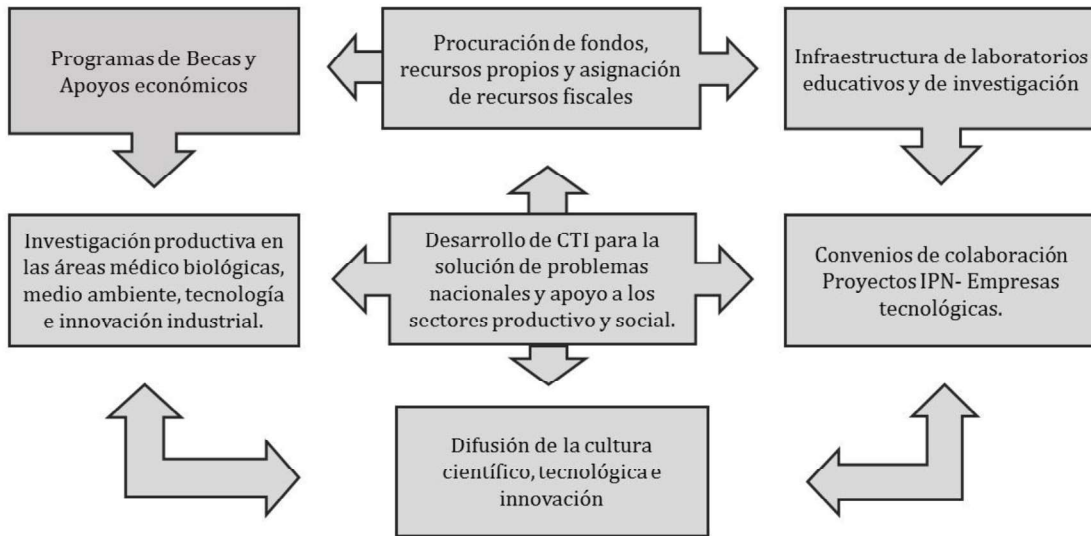 Programas de Becas y
Apoyos económicos
Procuración de fondos,
recursos propios y asignación
de recursos fiscales
Infraestructura de laboratorios
educativos y de investigación
Investigación productiva en
las áreas médico biológicas,
medio ambiente, tecnología
e innovación industrial.
Desarrollo de CTI para la
solución de problemas
nacionales y apoyo a los
sectores productivo y social.
Convenios de colaboración
Proyectos IPN- Empresas
tecnológicas.
Difusión de la cultura
científico, tecnológica e
innovación